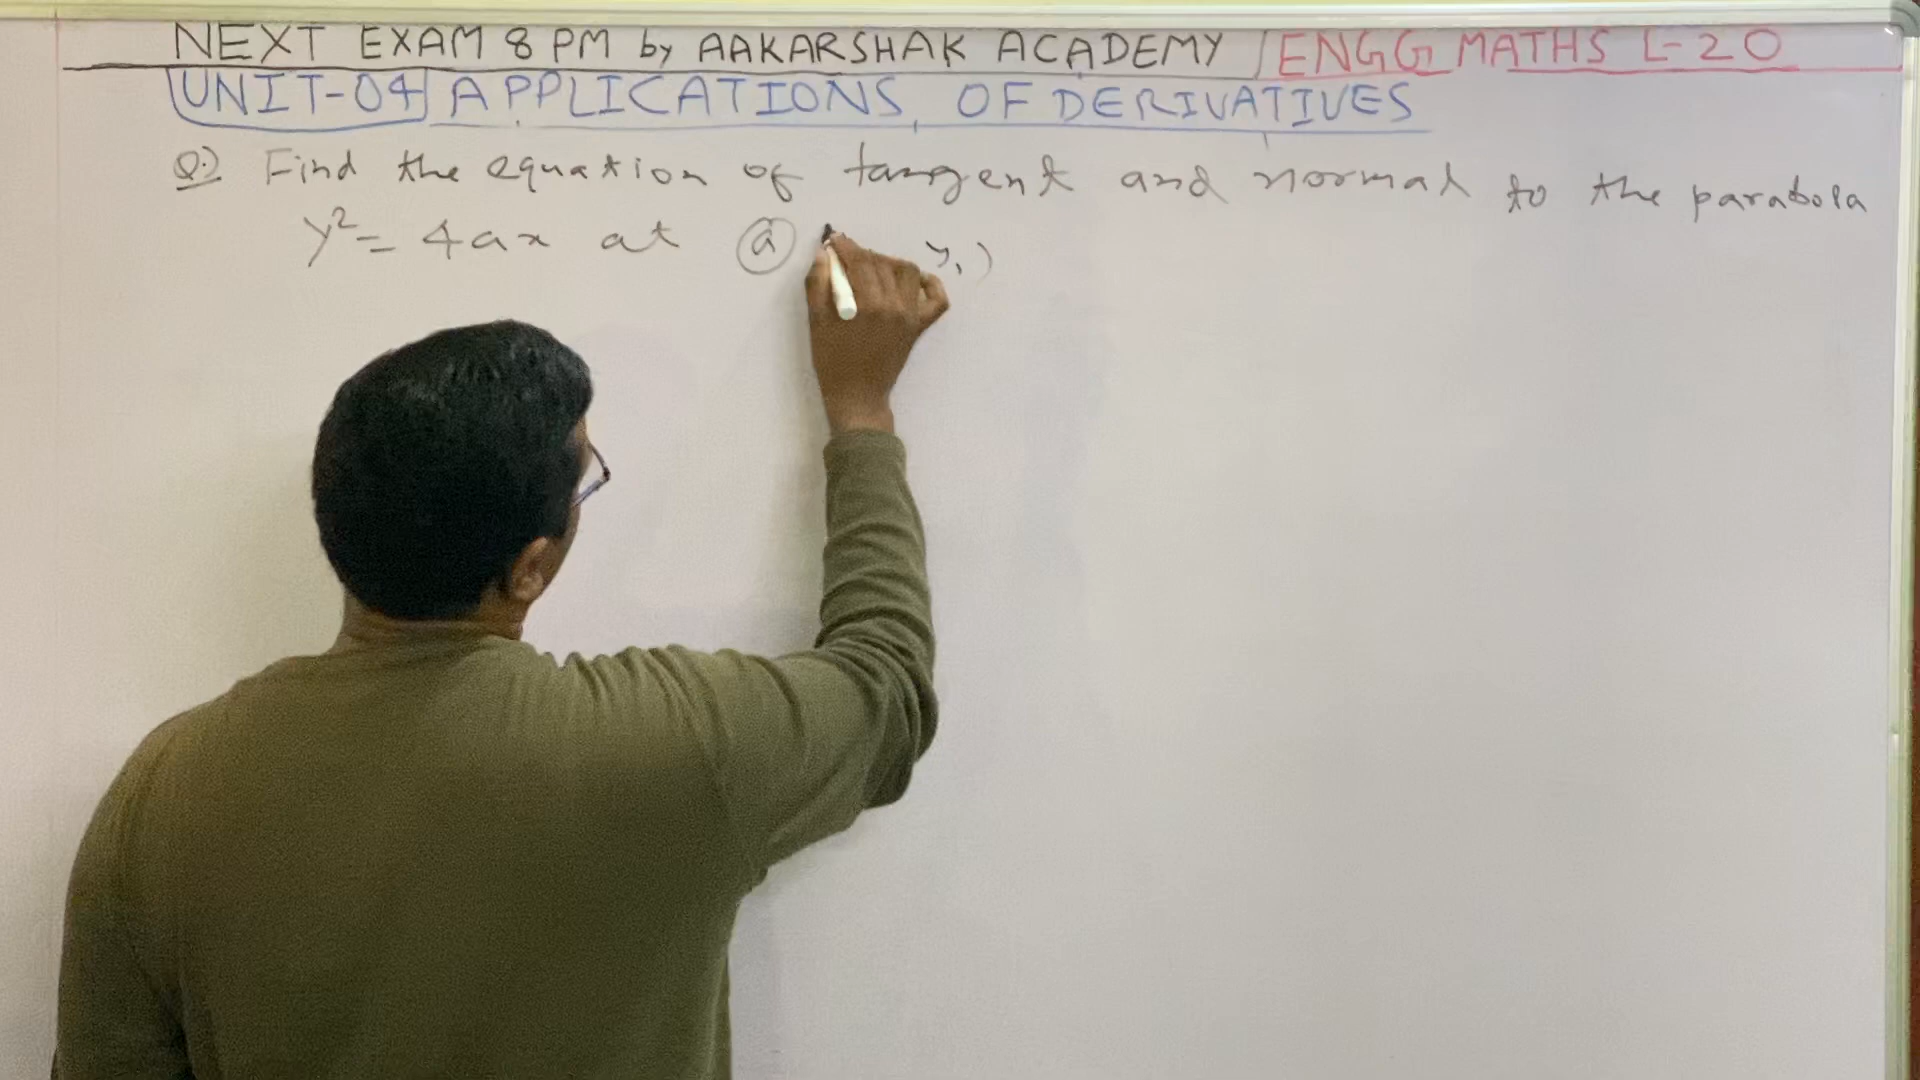 NEXT EXAM 8 PM by AAKARSHAK ACADEMY ENGG MATHS L-20
UNIT-04 APPLICATIONS OF DERIVATIVES
Q.) Find the equation of tangent and normal to the parabola
y² = 4ax at ⓐ y₁)